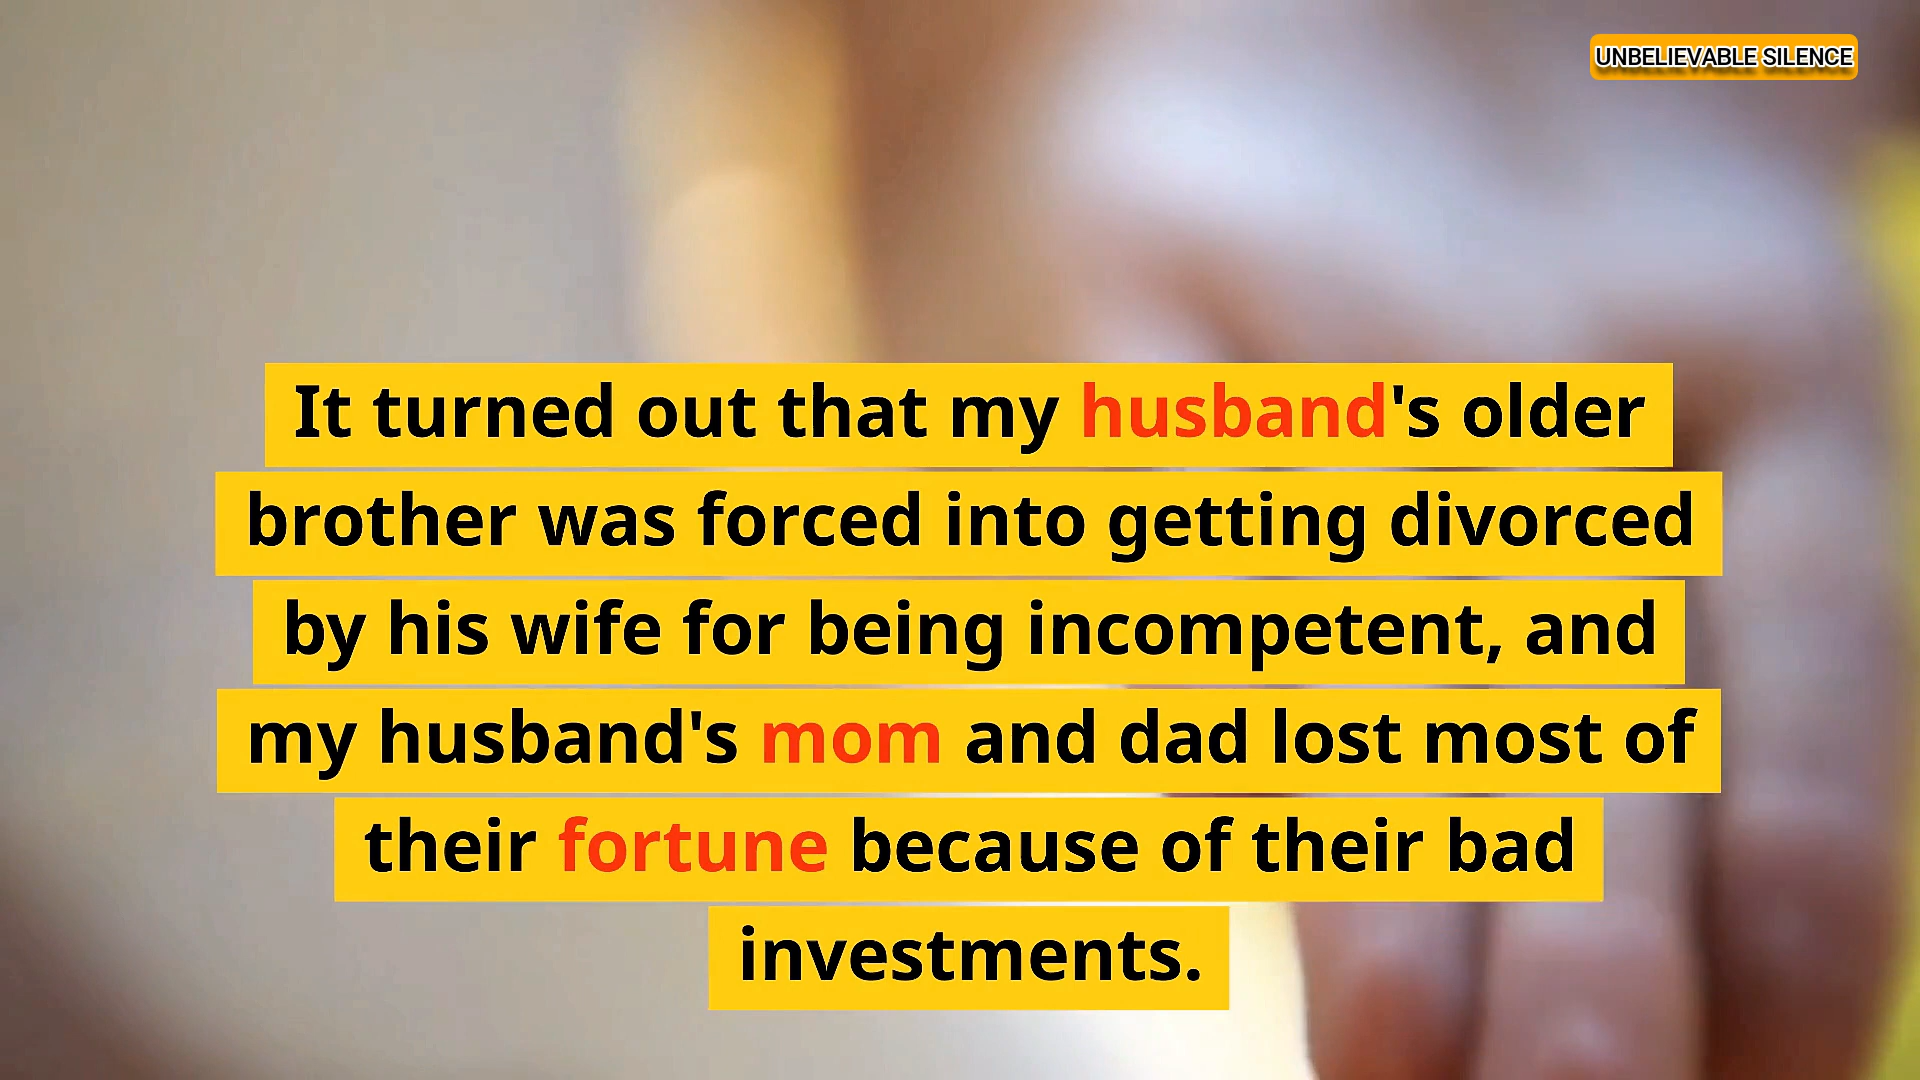 UNBELIEVABLE SILENCE
It turned out that my husband's older
brother was forced into getting divorced
by his wife for being incompetent, and
my husband's mom and dad lost most of
their fortune because of their bad
investments.